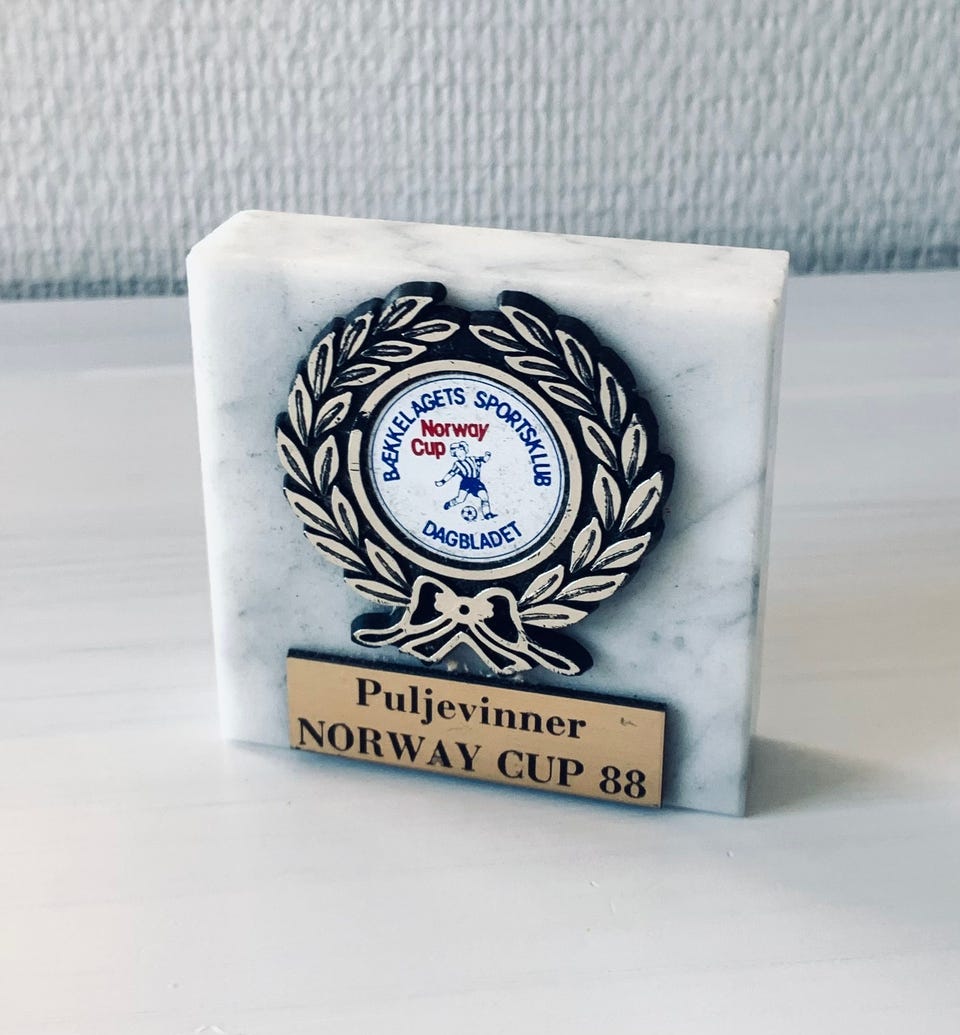 BÆKKELAGETS SPORTSKLUB
Norway
Cup
DAGBLADET
Puljevinner
NORWAY CUP 88